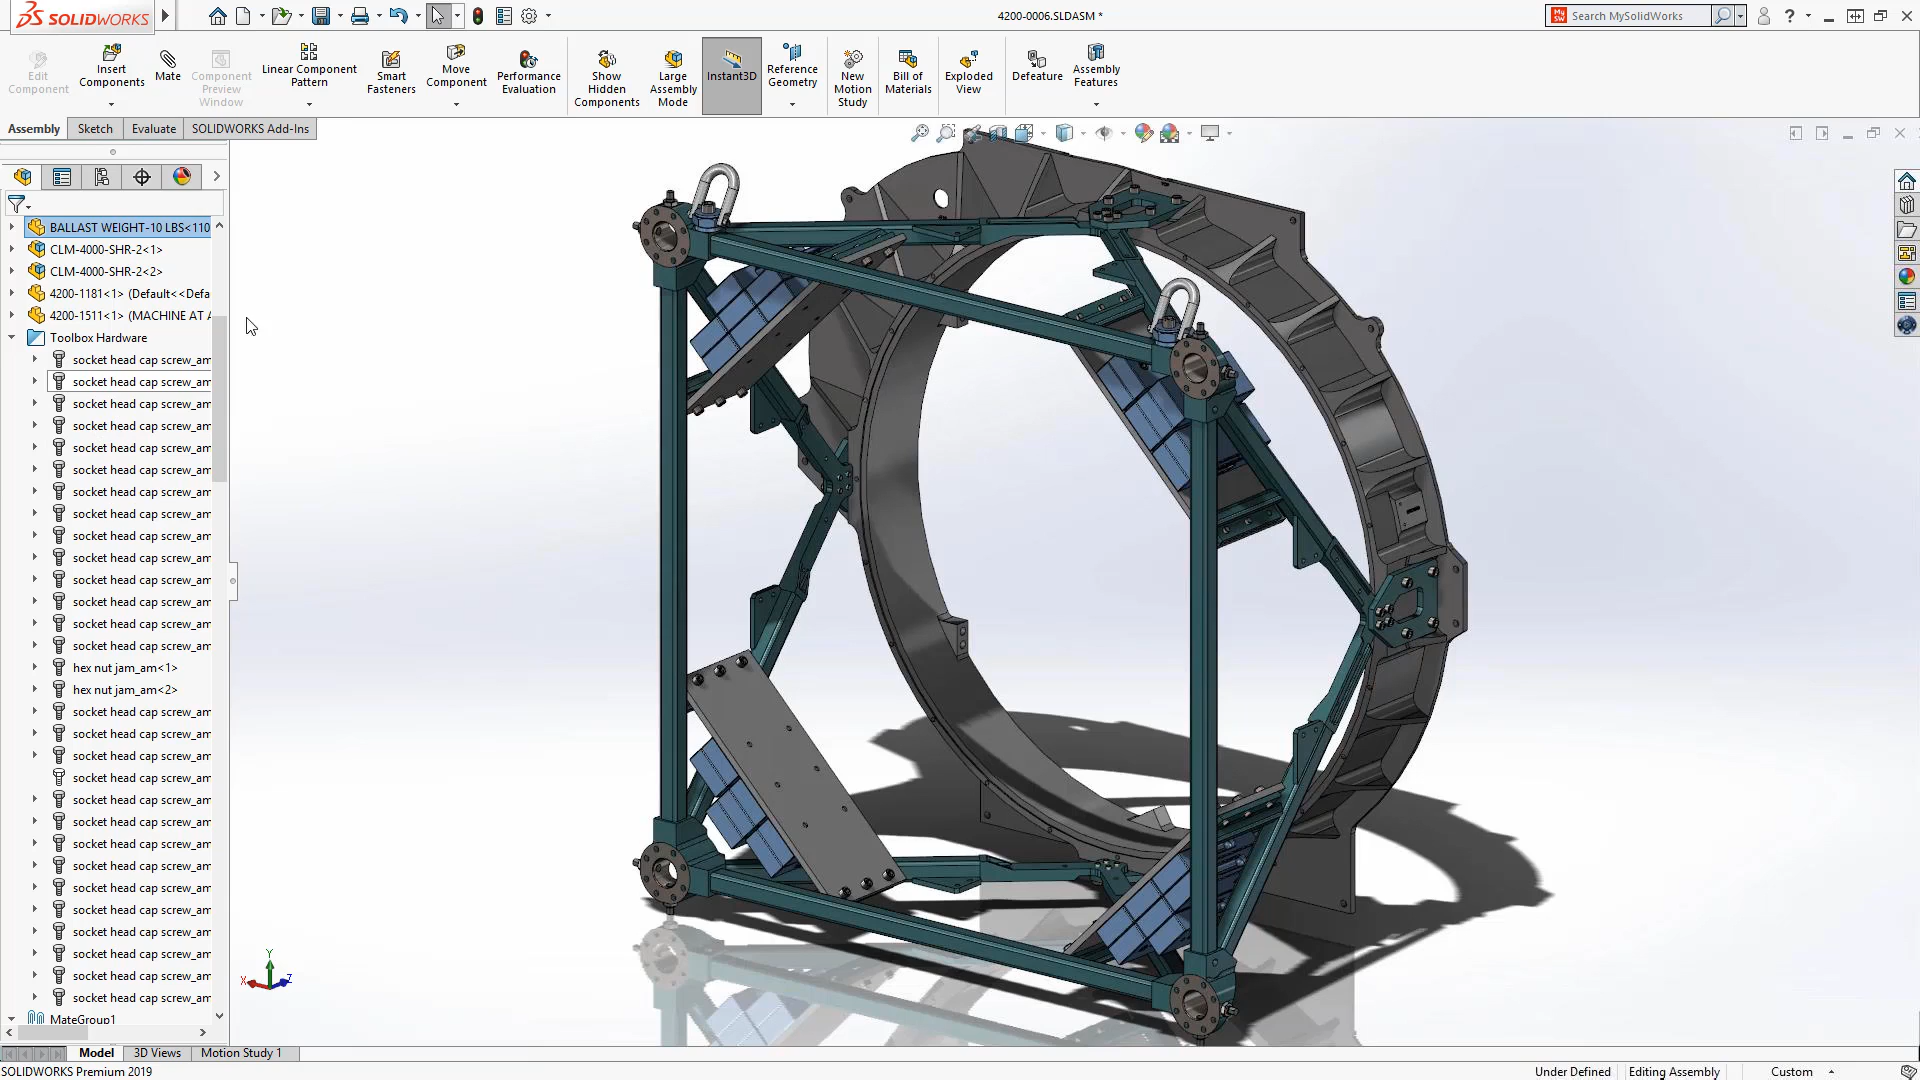 SOLIDWORKS
4200-0006.SLDASM *
Search MySolidWorks
Edit Component
Insert Components
Mate
Component Preview Window
Linear Component Pattern
Smart Fasteners
Move Component
Performance Evaluation
Show Hidden Components
Large Assembly Mode
Instant3D
Reference Geometry
New Motion Study
Bill of Materials
Exploded View
Defeature
Assembly Features
Assembly
Sketch
Evaluate
SOLIDWORKS Add-Ins
BALLAST WEIGHT-10 LBS<110
CLM-4000-SHR-2<1>
CLM-4000-SHR-2<2>
4200-1181<1> (Default<<Defa
4200-1511<1> (MACHINE AT A
Toolbox Hardware
socket head cap screw_am
socket head cap screw_am
socket head cap screw_am
socket head cap screw_am
socket head cap screw_am
socket head cap screw_am
socket head cap screw_am
socket head cap screw_am
socket head cap screw_am
socket head cap screw_am
socket head cap screw_am
socket head cap screw_am
socket head cap screw_am
socket head cap screw_am
hex nut jam_am<1>
hex nut jam_am<2>
socket head cap screw_am
socket head cap screw_am
socket head cap screw_am
socket head cap screw_am
socket head cap screw_am
socket head cap screw_am
socket head cap screw_am
socket head cap screw_am
socket head cap screw_am
socket head cap screw_am
socket head cap screw_am
socket head cap screw_am
socket head cap screw_am
socket head cap screw_am
MateGroup1
Y
X
Z
Model
3D Views
Motion Study 1
SOLIDWORKS Premium 2019
Under Defined
Editing Assembly
Custom